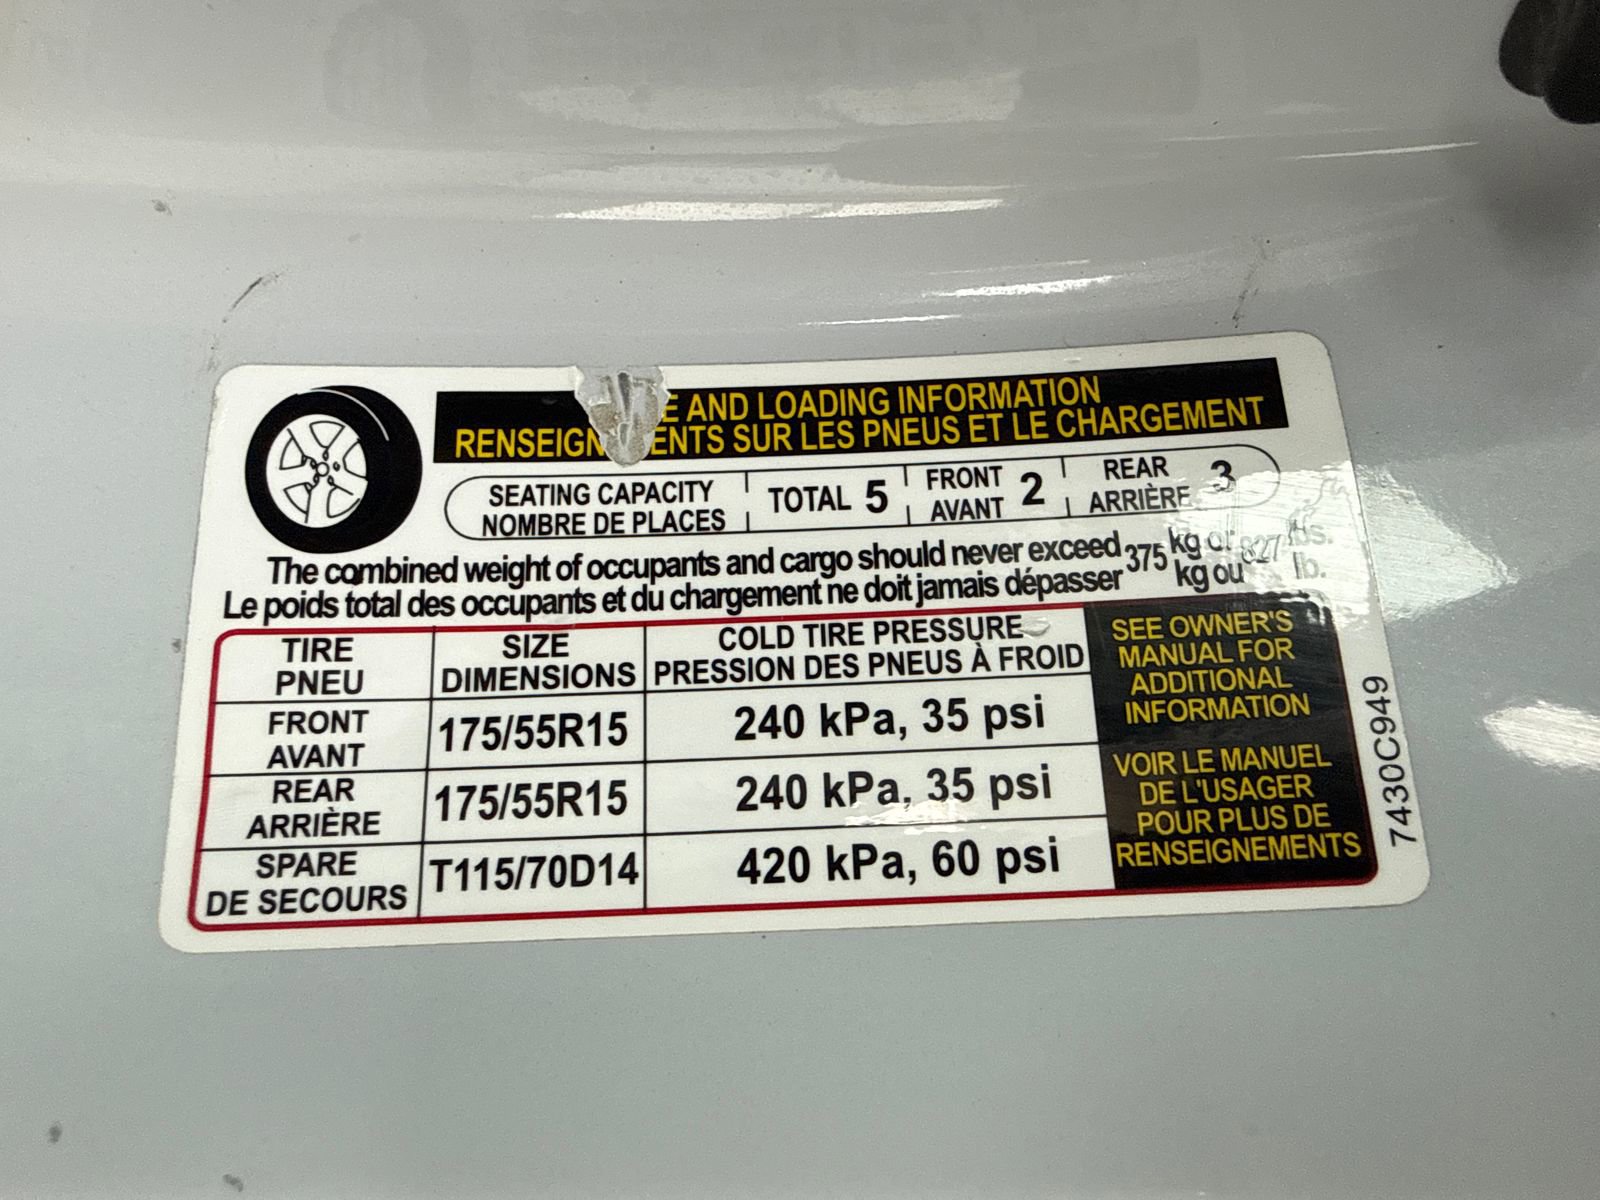 E AND LOADING INFORMATION
RENSEIGN ENTS SUR LES PNEUS ET LE CHARGEMENT
SEATING CAPACITY
NOMBRE DE PLACES
TOTAL 5
FRONT
AVANT
2
REAR
ARRIÈRE
3
The combined weight of occupants and cargo should never exceed 375 kg or 827 lbs.
Le poids total des occupants et du chargement ne doit jamais dépasser kg ou lb.
TIRE
PNEU
SIZE
DIMENSIONS
COLD TIRE PRESSURE
PRESSION DES PNEUS À FROID
FRONT
AVANT
175/55R15
240 kPa, 35 psi
REAR
ARRIÈRE
175/55R15
240 kPa, 35 psi
SPARE
DE SECOURS
T115/70D14
420 kPa, 60 psi
SEE OWNER'S
MANUAL FOR
ADDITIONAL
INFORMATION
VOIR LE MANUEL
DE L'USAGER
POUR PLUS DE
RENSEIGNEMENTS
7430C949